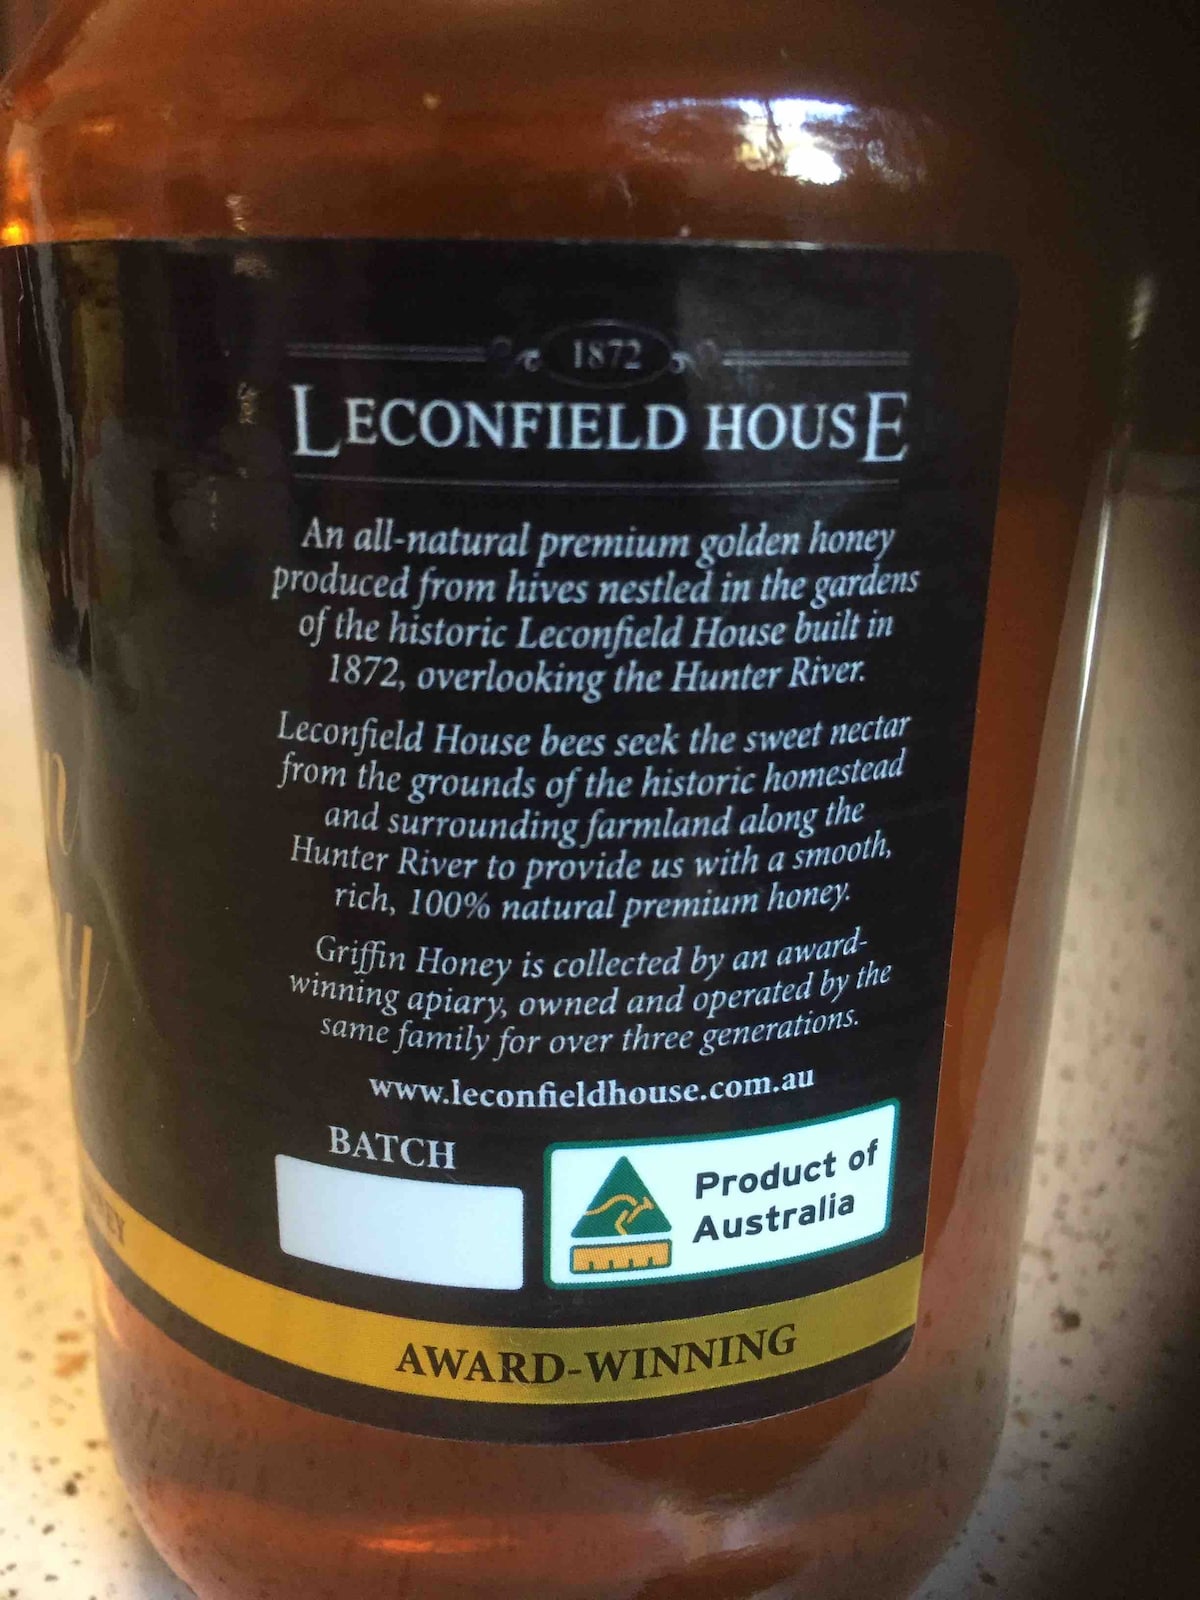 1872
LECONFIELD HOUSE
An all-natural premium golden honey
produced from hives nestled in the gardens
of the historic Leconfield House built in
1872, overlooking the Hunter River.
Leconfield House bees seek the sweet nectar
from the grounds of the historic homestead
and surrounding farmland along the
Hunter River to provide us with a smooth,
rich, 100% natural premium honey.
Griffin Honey is collected by an award-
winning apiary, owned and operated by the
same family for over three generations.
www.leconfieldhouse.com.au
BATCH
Product of
Australia
AWARD-WINNING